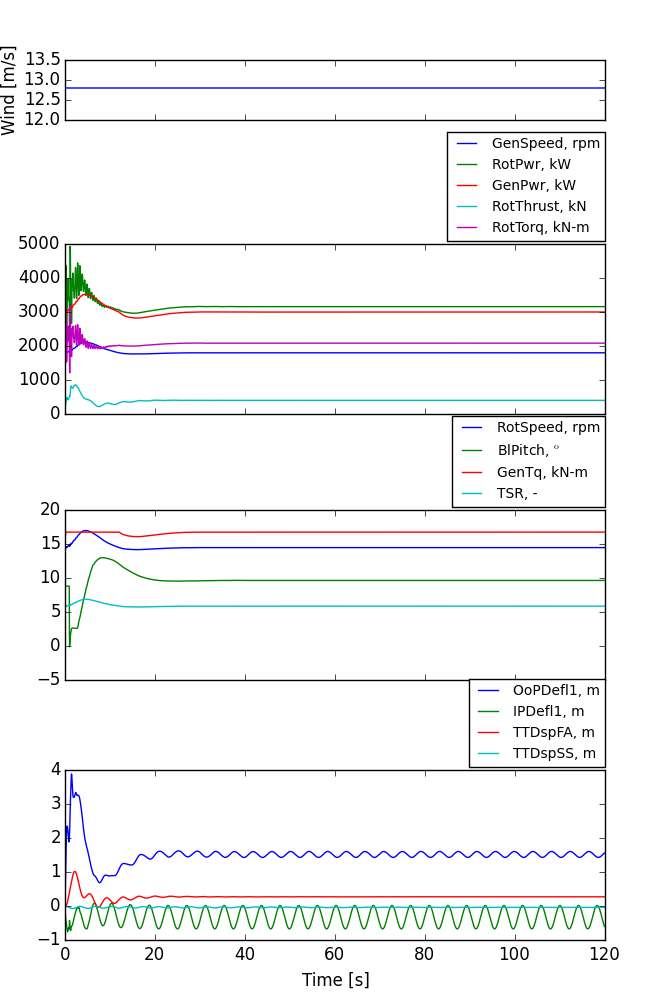 Wind [m/s]
13.5
13.0
12.5
12.0
GenSpeed, rpm
RotPwr, kW
GenPwr, kW
RotThrust, kN
RotTorq, kN-m
5000
4000
3000
2000
1000
0
RotSpeed, rpm
BlPitch, °
GenTq, kN-m
TSR, -
20
15
10
5
0
−5
OoPDefl1, m
IPDefl1, m
TTDspFA, m
TTDspSS, m
4
3
2
1
0
−1
0 20 40 60 80 100 120
Time [s]